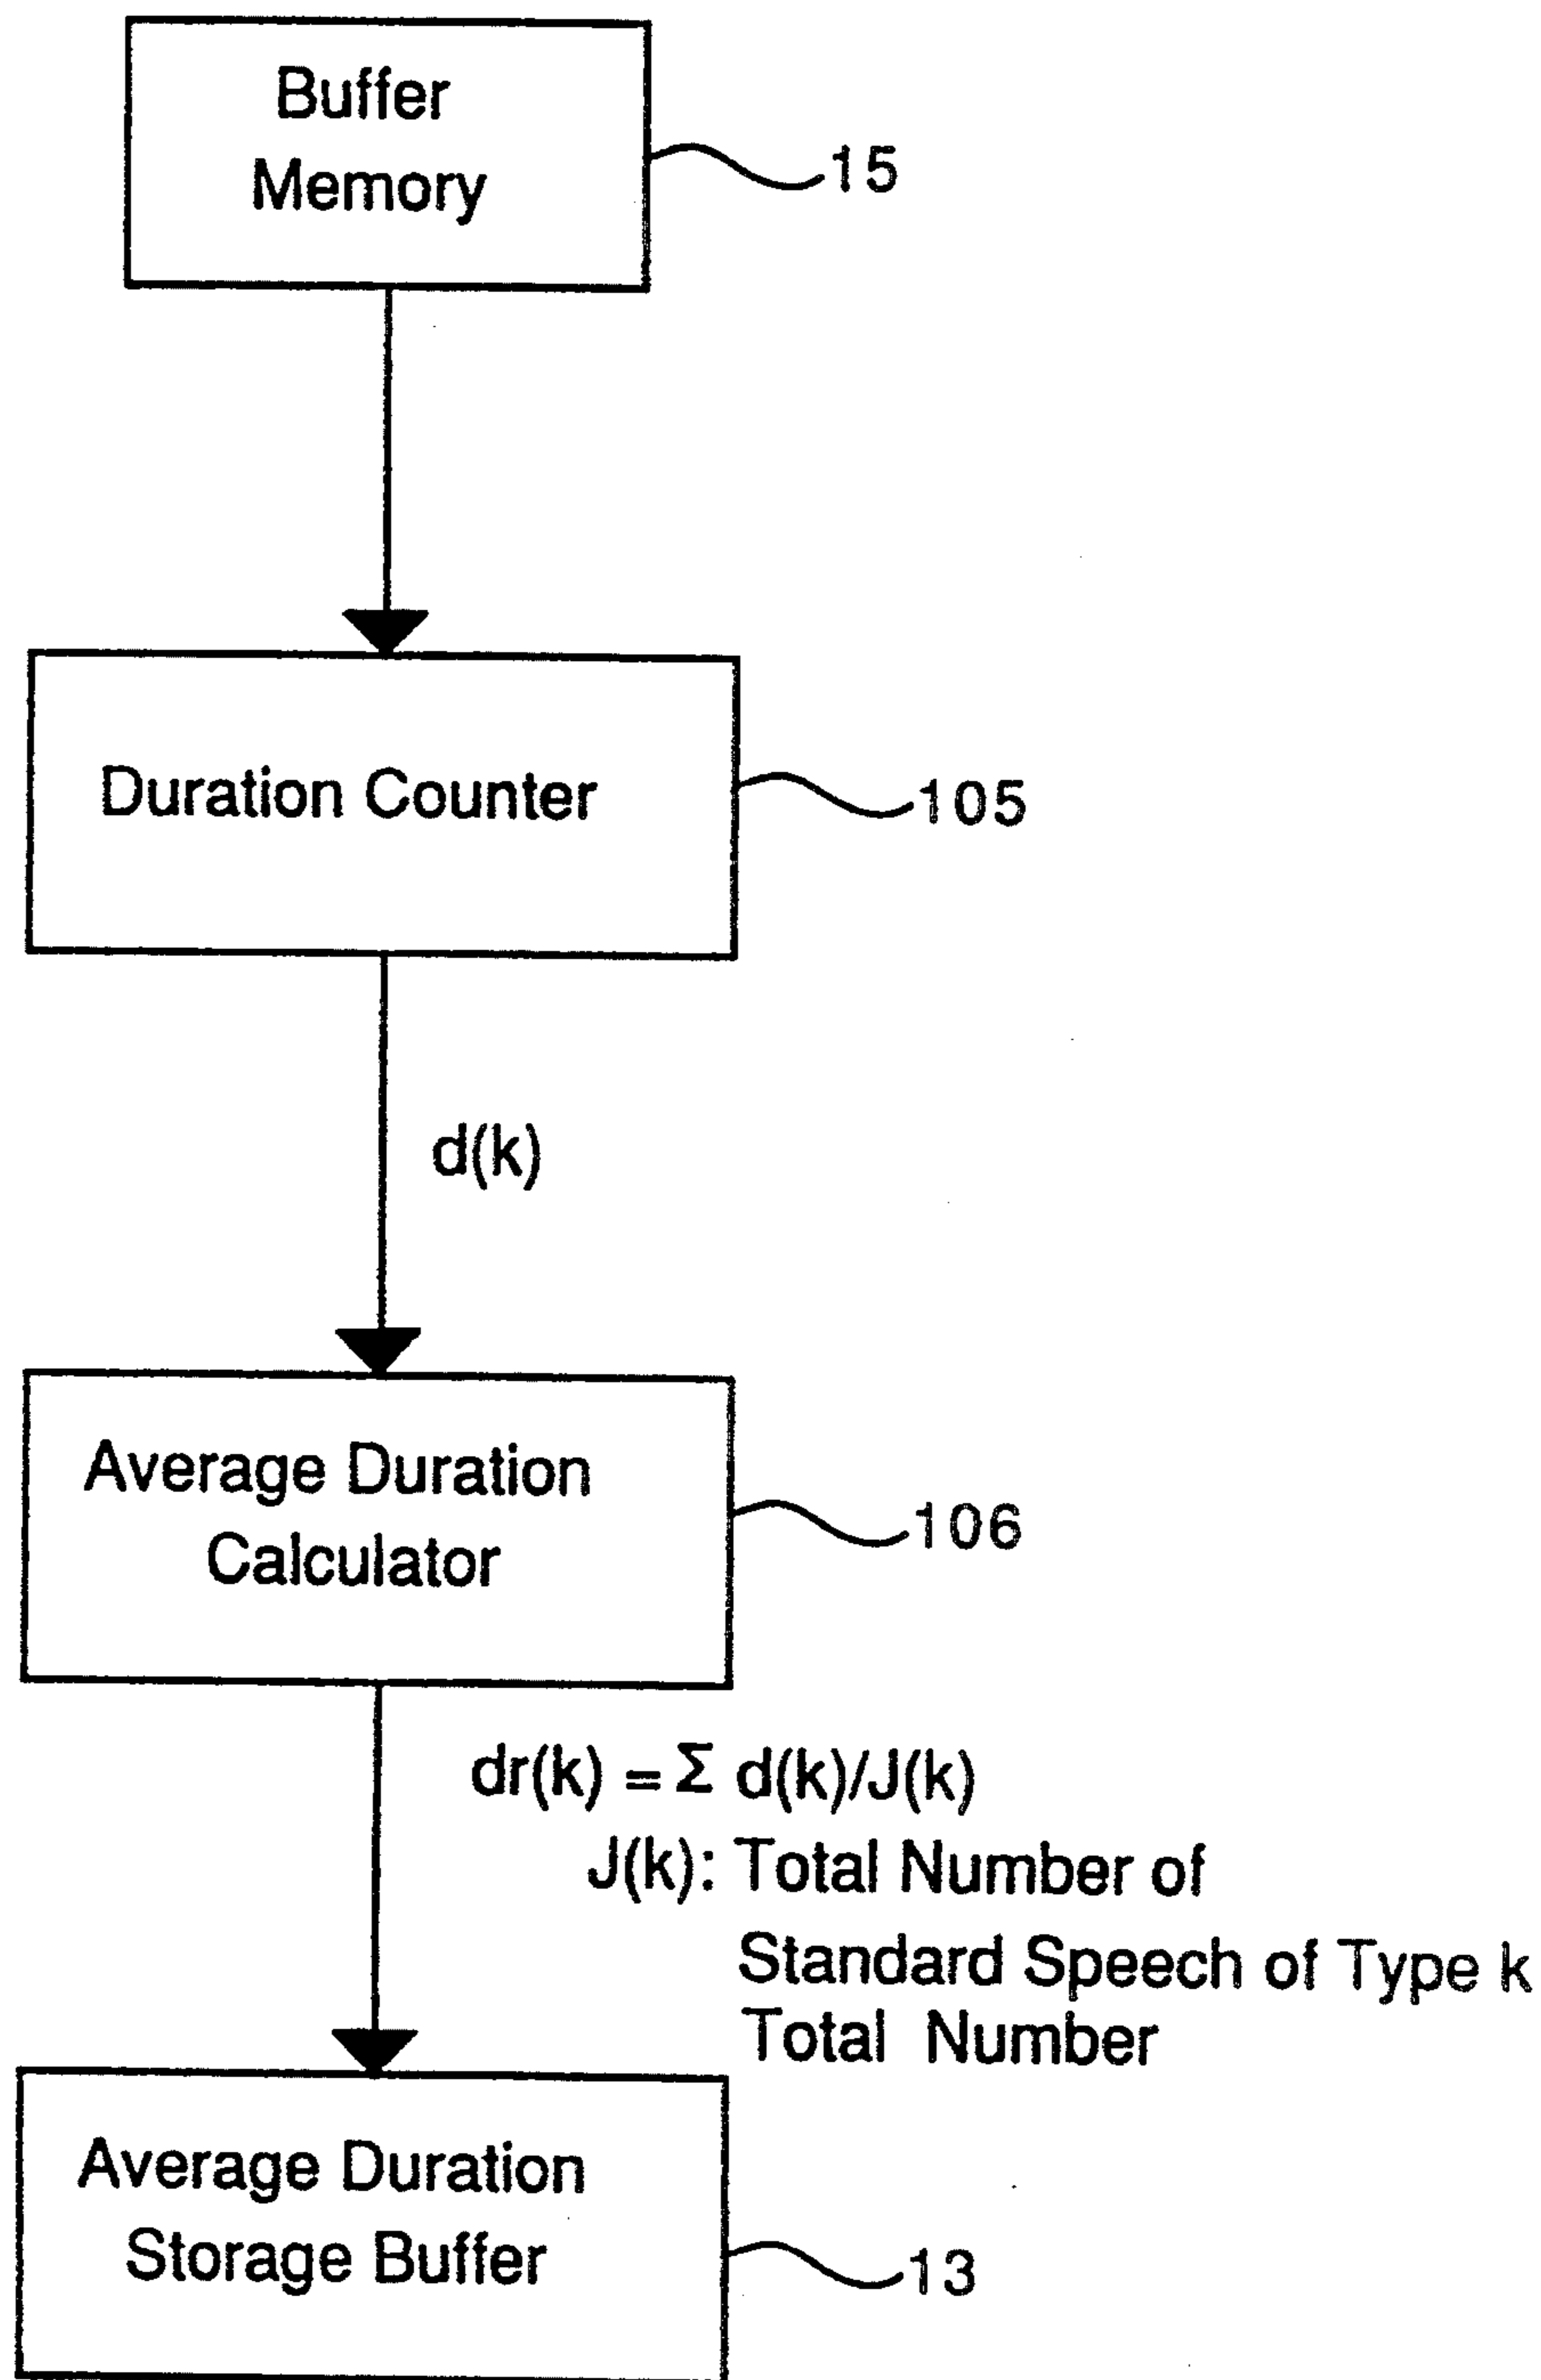 Buffer
Memory
15
Duration Counter
105
d(k)
Average Duration
Calculator
106
dr(k) = Σ d(k)/J(k)
J(k): Total Number of
Standard Speech of Type k
Total Number
Average Duration
Storage Buffer
13